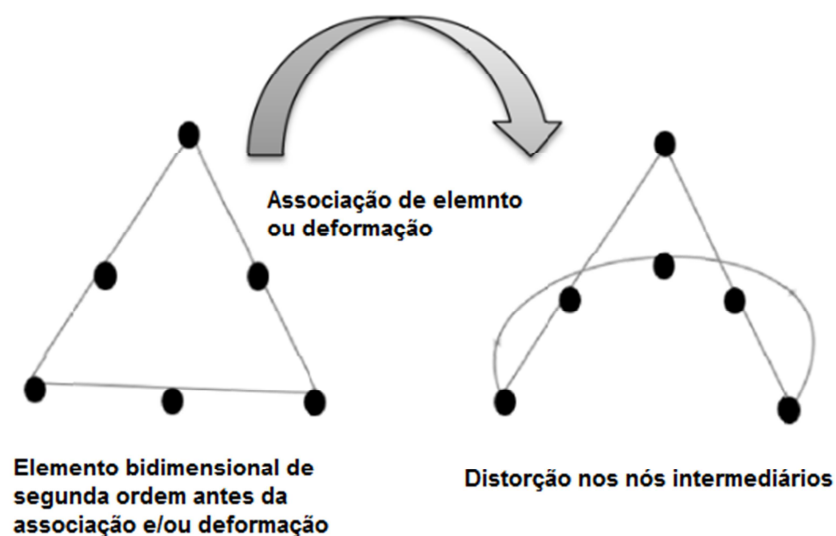 Associação de elemnto
ou deformação
Elemento bidimensional de
segunda ordem antes da
associação e/ou deformação
Distorção nos nós intermediários